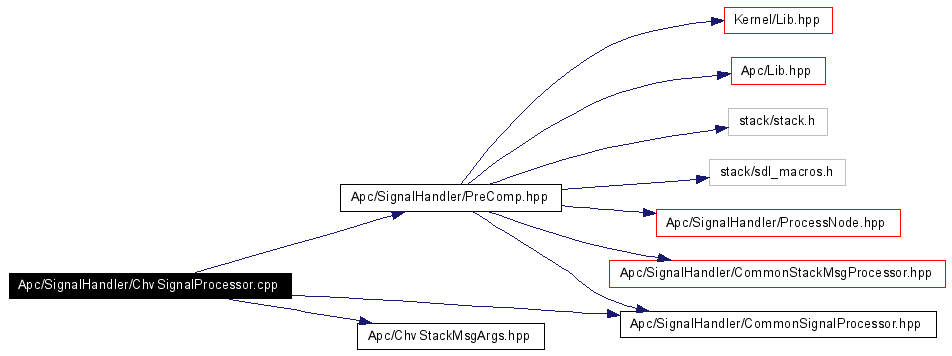 Kernel/Lib.hpp
Apc/Lib.hpp
stack/stack.h
stack/sdl_macros.h
Apc/SignalHandler/PreComp.hpp
Apc/SignalHandler/ProcessNode.hpp
Apc/SignalHandler/CommonStackMsgProcessor.hpp
Apc/SignalHandler/ChvSignalProcessor.cpp
Apc/SignalHandler/CommonSignalProcessor.hpp
Apc/ChvStackMsgArgs.hpp